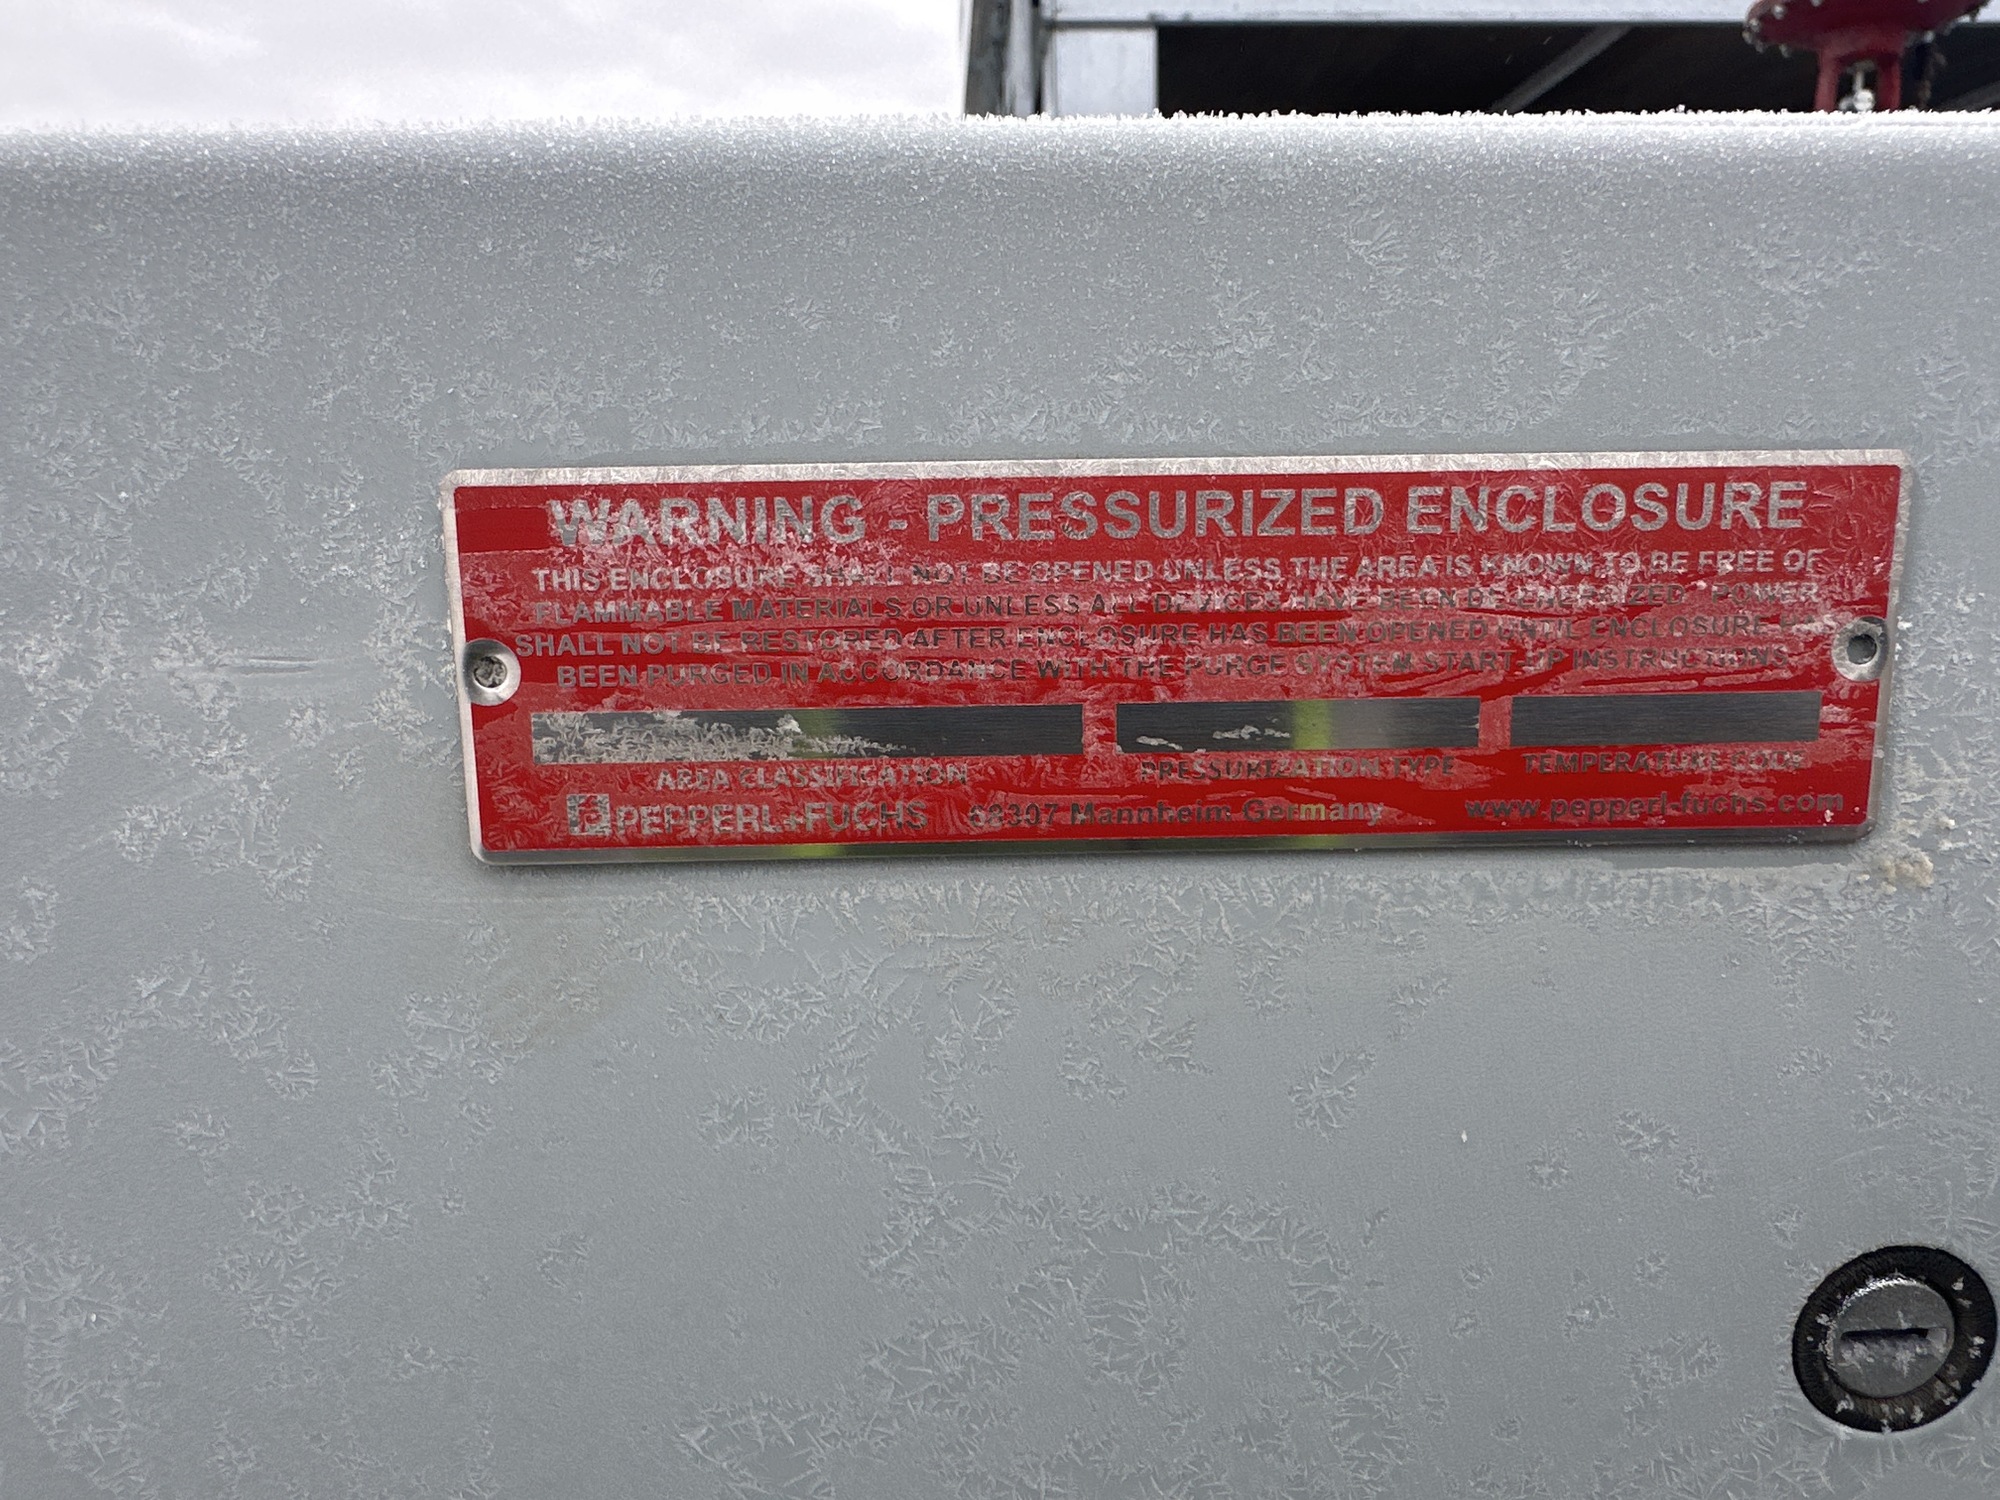 WARNING - PRESSURIZED ENCLOSURE
THIS ENCLOSURE SHALL NOT BE OPENED UNLESS THE AREA IS KNOWN TO BE FREE OF
FLAMMABLE MATERIALS OR UNLESS ALL DEVICES HAVE BEEN DE-ENERGIZED. POWER
SHALL NOT BE RESTORED AFTER ENCLOSURE HAS BEEN OPENED UNTIL ENCLOSURE HAS
BEEN PURGED IN ACCORDANCE WITH THE PURGE SYSTEM START-UP INSTRUCTIONS.
AREA CLASSIFICATION PRESSURIZATION TYPE TEMPERATURE CODE
PEPPERL+FUCHS 68307 Mannheim Germany www.pepperl-fuchs.com